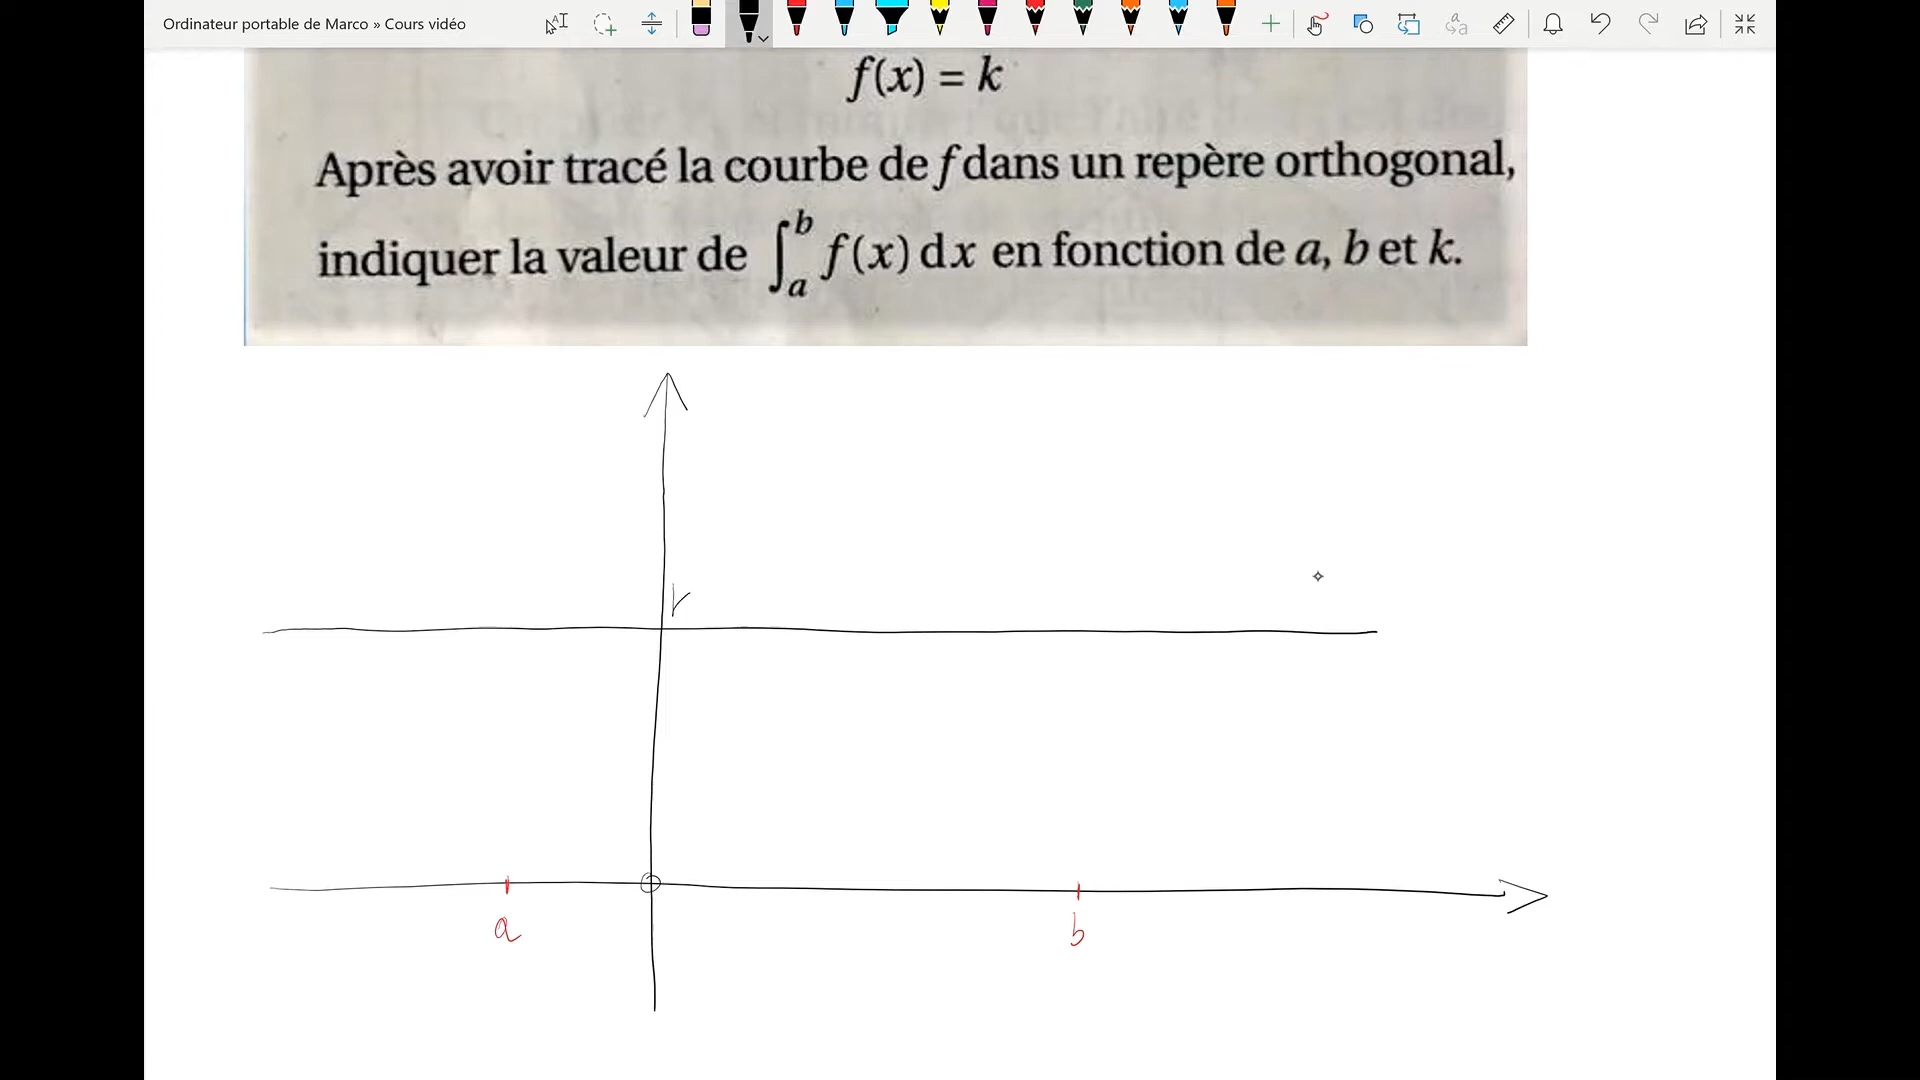 Ordinateur portable de Marco » Cours vidéo
f(x) = k
Après avoir tracé la courbe de f dans un repère orthogonal,
indiquer la valeur de ∫_a^b f(x) dx en fonction de a, b et k.
a
b